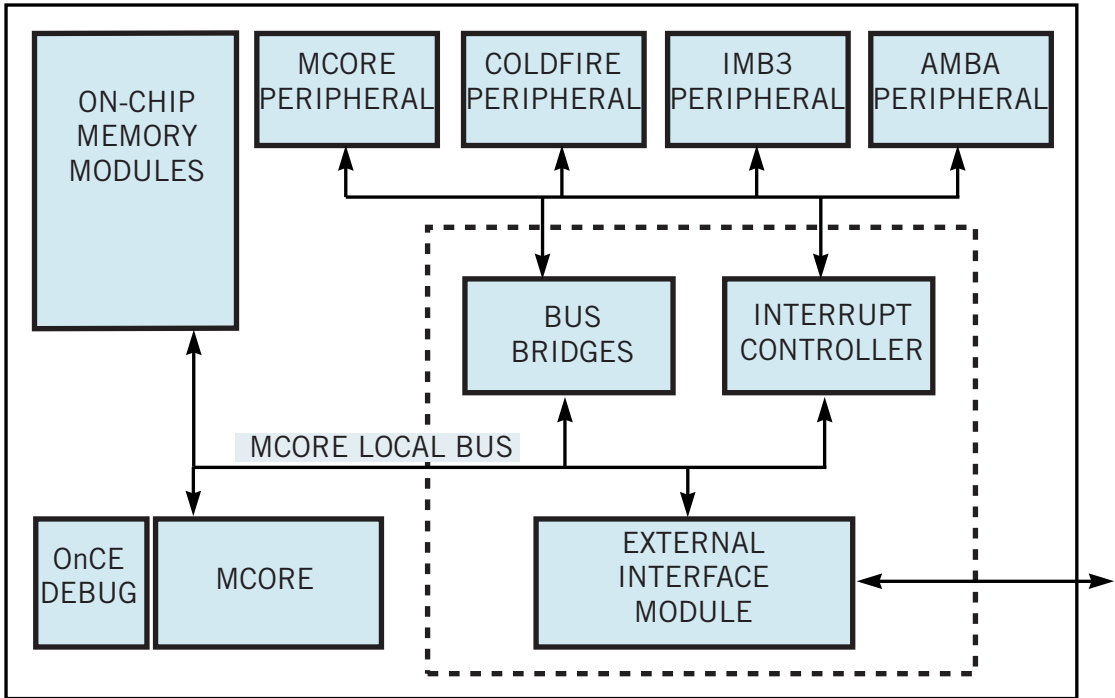 ON-CHIP
MEMORY
MODULES
MCORE
PERIPHERAL
COLDFIRE
PERIPHERAL
IMB3
PERIPHERAL
AMBA
PERIPHERAL
BUS
BRIDGES
INTERRUPT
CONTROLLER
MCORE LOCAL BUS
OnCE
DEBUG
MCORE
EXTERNAL
INTERFACE
MODULE